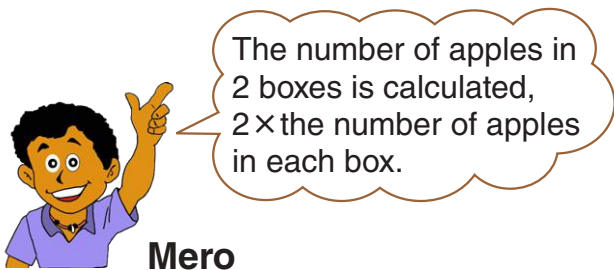 The number of apples in
2 boxes is calculated,
2×the number of apples
in each box.
Mero